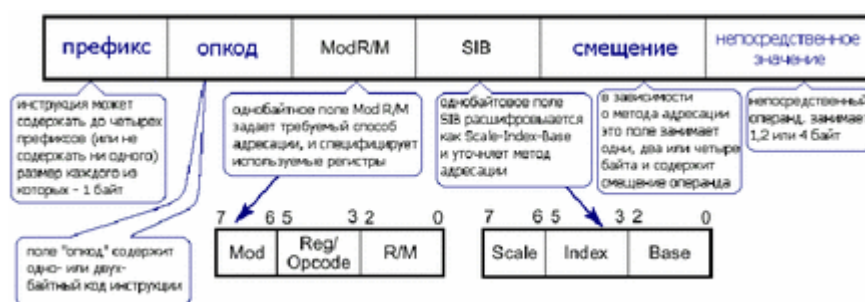 префикс
опкод
ModR/M
SIB
смещение
непосредственное
значение
инструкция может
содержать до четырех
префиксов (или не
содержать ни одного)
размер каждого из
которых - 1 байт
однобайтное поле Mod R/M
задает требуемый способ
адресации, и специфицирует
используемые регистры
однобайтовое поле
SIB расшифровывается
как Scale-Index-Base
и уточняет метод
адресации
в зависимости
о метода адресации
это поле занимает
одни, два или четыре
байта и содержит
смещение операнда
непосредственный
операнд. занимает
1,2 или 4 байт
7 6 5 3 2 0
Mod
Reg/
Opcode
R/M
7 6 5 3 2 0
Scale
Index
Base
поле "опкод" содержит
одно- или двух-
байтный код инструкции